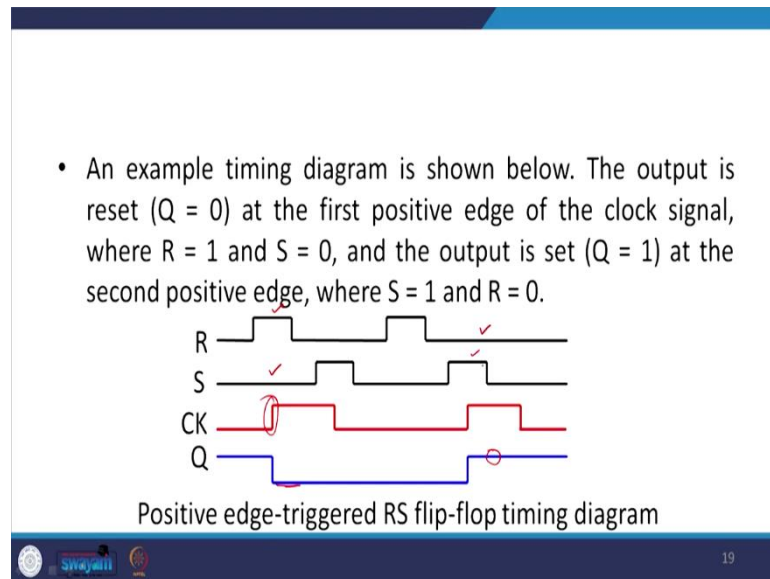 • An example timing diagram is shown below. The output is
reset (Q = 0) at the first positive edge of the clock signal,
where R = 1 and S = 0, and the output is set (Q = 1) at the
second positive edge, where S = 1 and R = 0.
R
S
CK
Q
Positive edge-triggered RS flip-flop timing diagram
swayam
19